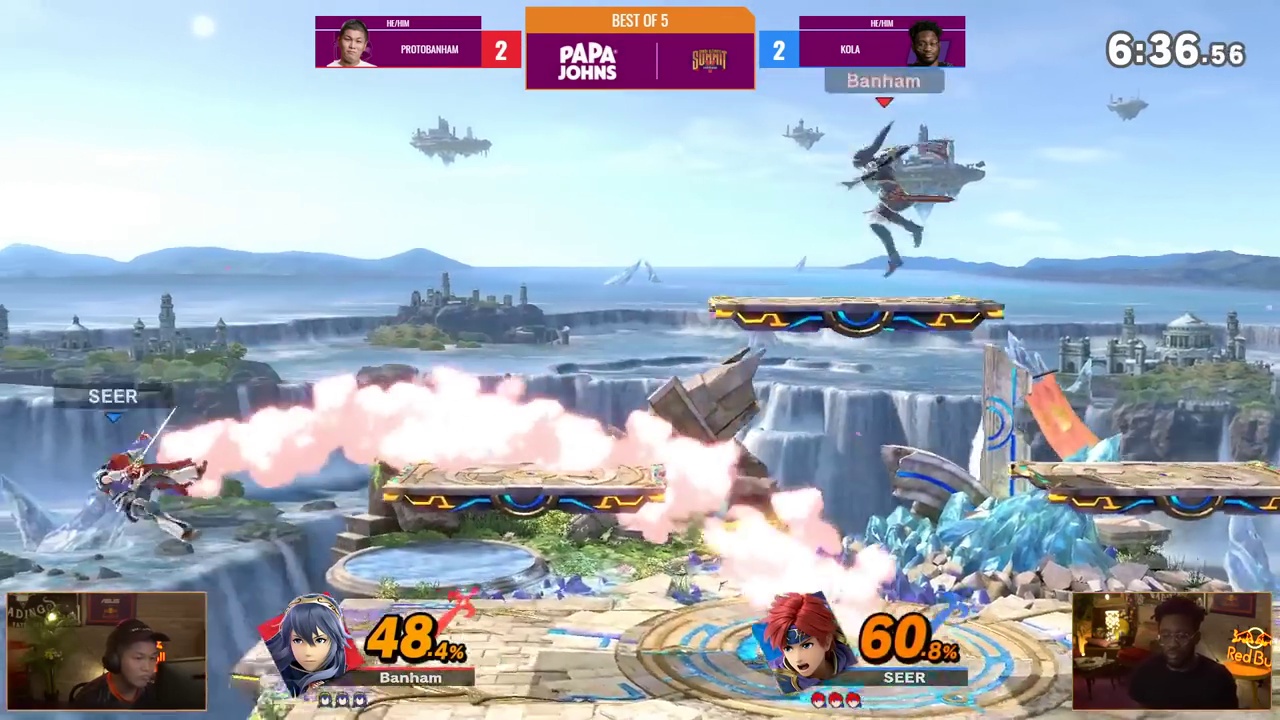 HE/HIM
PROTOBANHAM
2
BEST OF 5
PAPA JOHNS
SUMMIT
2
HE/HIM
KOLA
6:36.56
Banham
SEER
48.4%
Banham
60.8%
SEER
ASUS
Red Bu